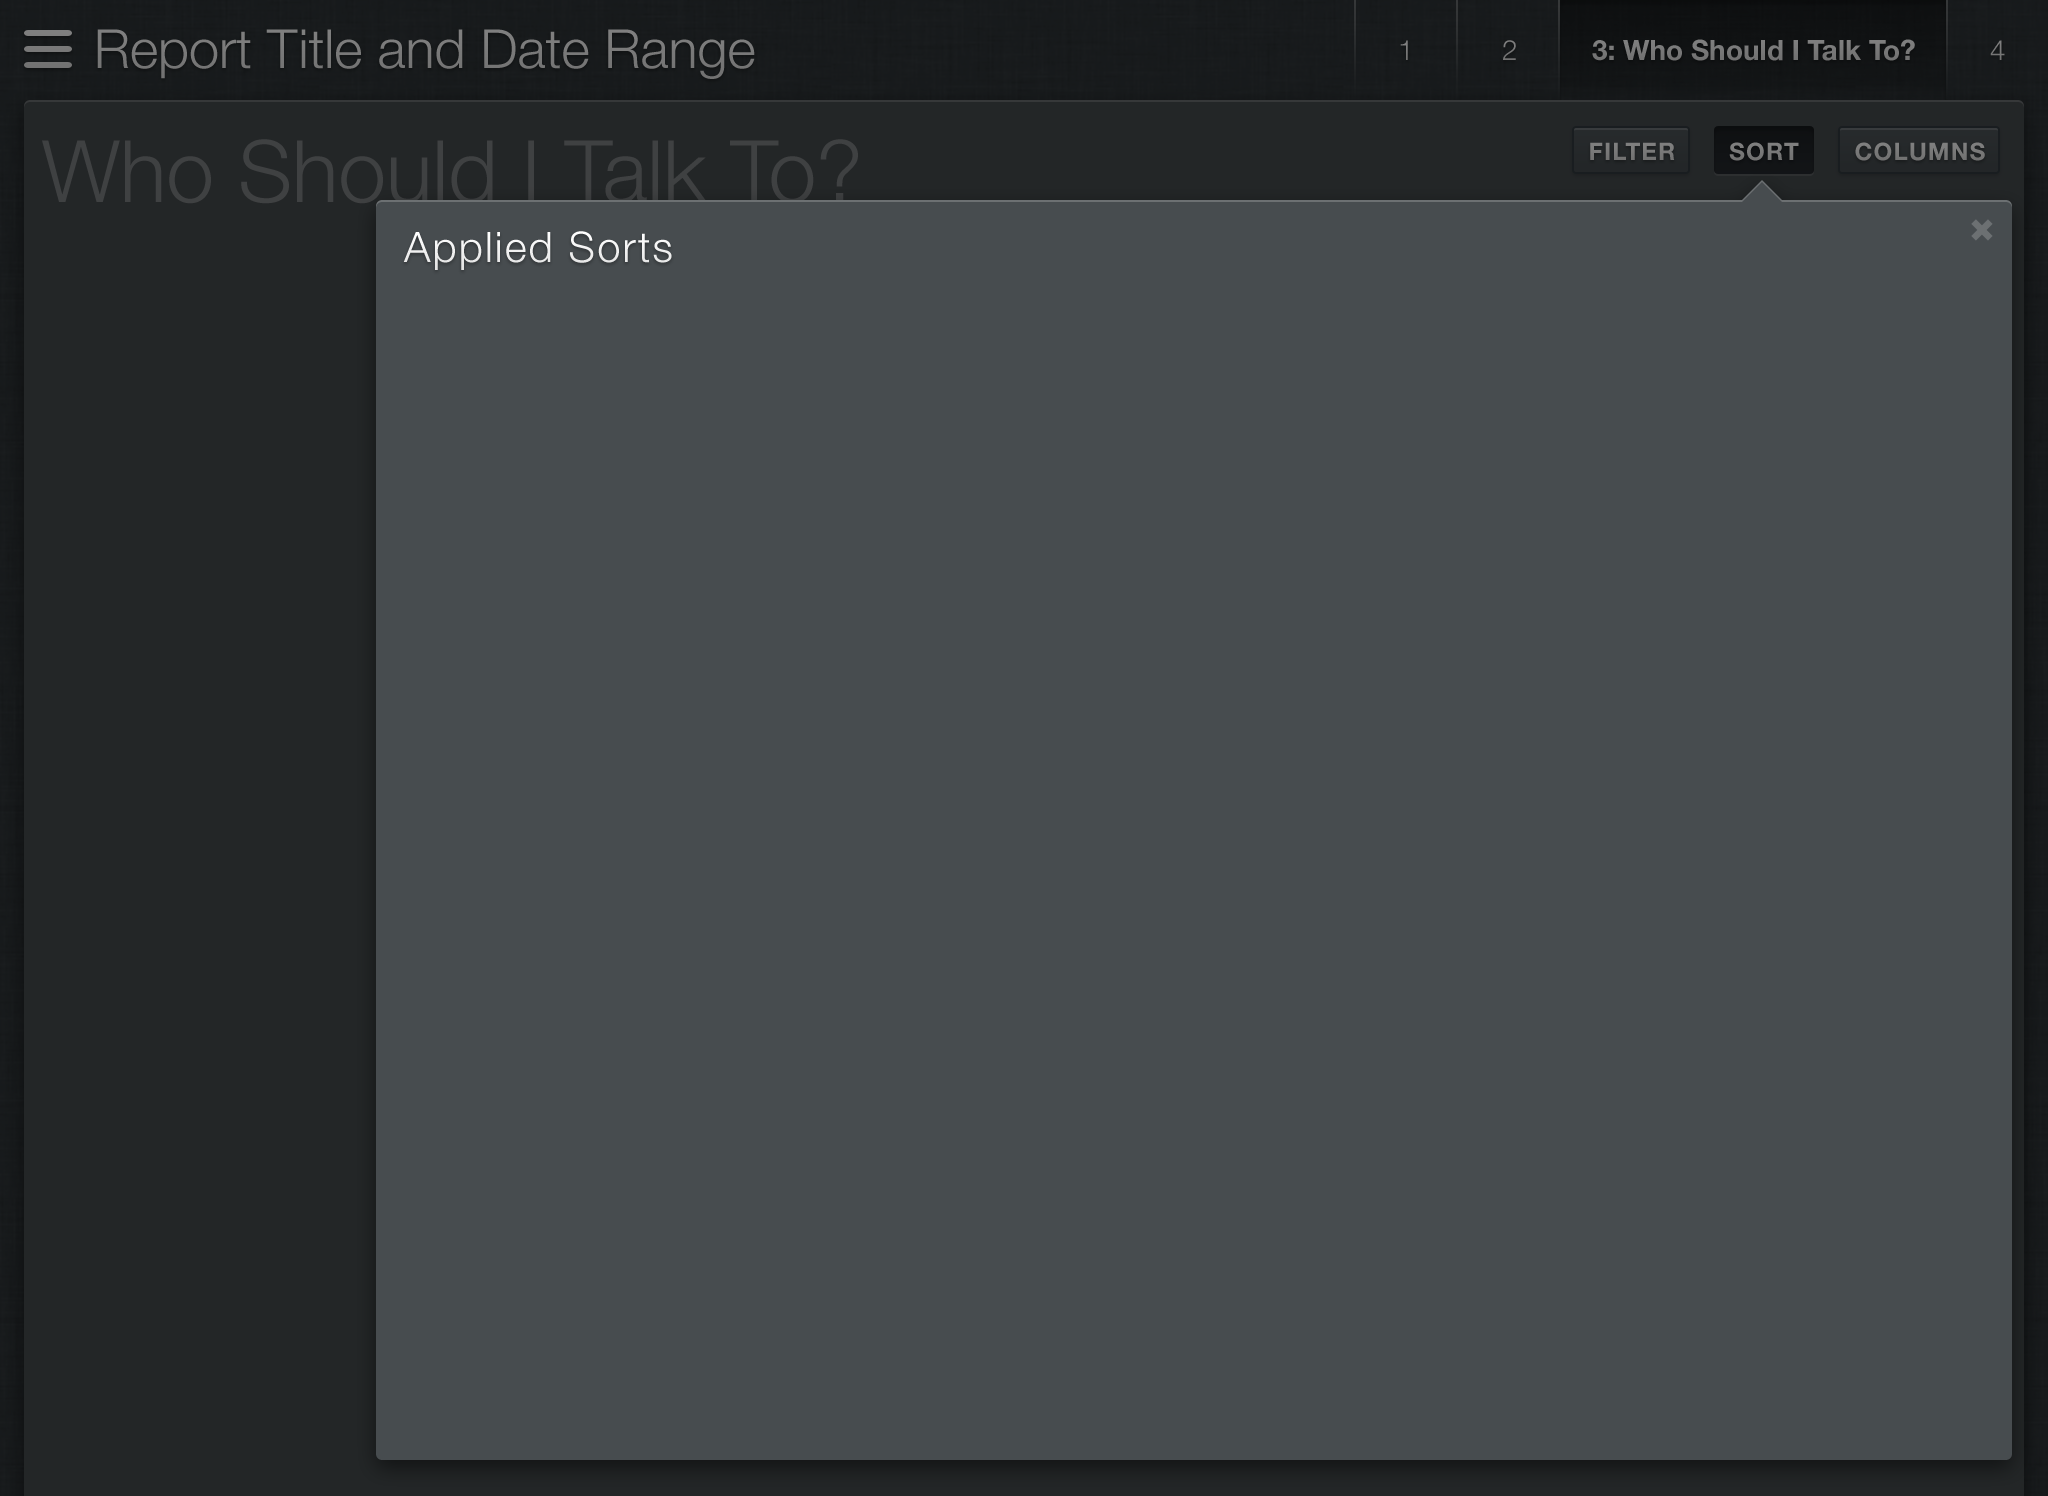 Report Title and Date Range
1
2
3: Who Should I Talk To?
4
Who Should I Talk To?
FILTER
SORT
COLUMNS
Applied Sorts